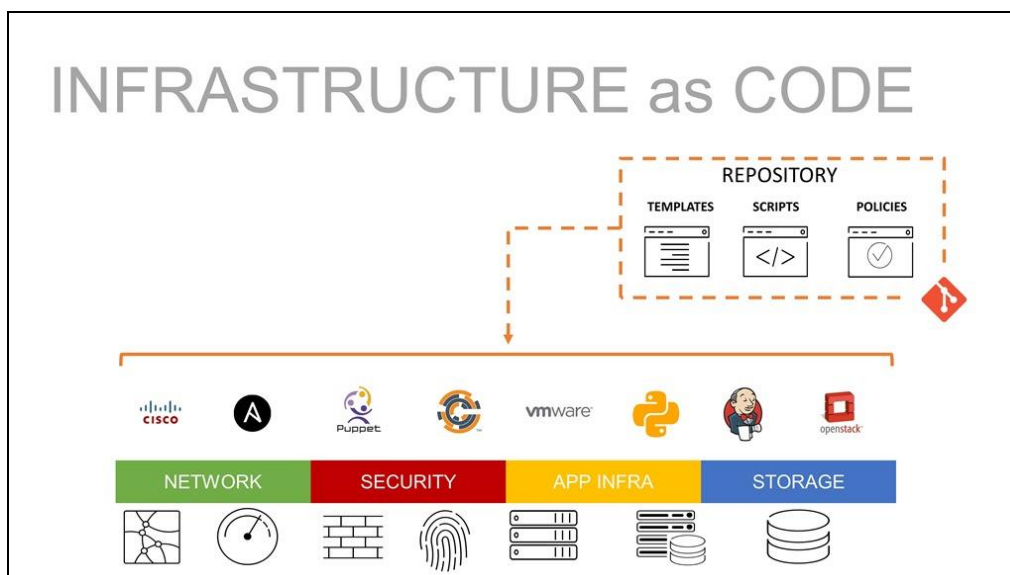 INFRASTRUCTURE as CODE
REPOSITORY
TEMPLATES SCRIPTS POLICIES
</>
cisco
A
Puppet
vmware
openstack
NETWORK SECURITY APP INFRA STORAGE